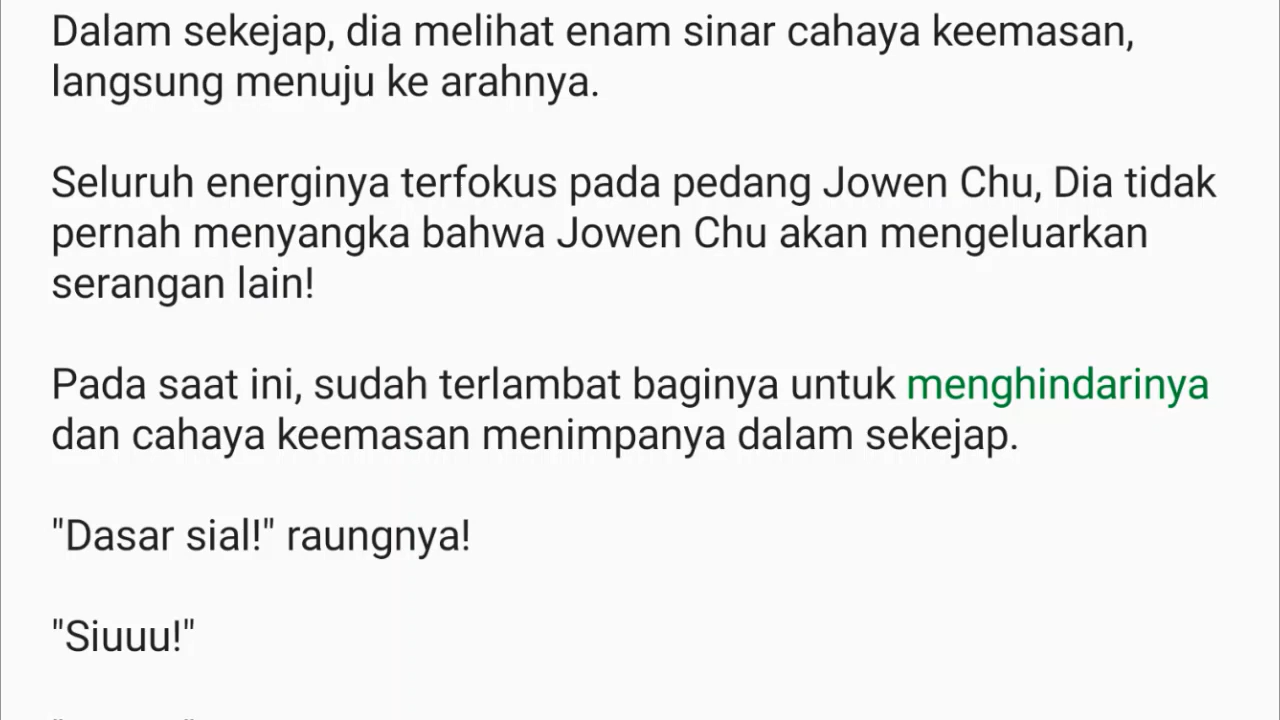 Dalam sekejap, dia melihat enam sinar cahaya keemasan,
langsung menuju ke arahnya.
Seluruh energinya terfokus pada pedang Jowen Chu, Dia tidak
pernah menyangka bahwa Jowen Chu akan mengeluarkan
serangan lain!
Pada saat ini, sudah terlambat baginya untuk menghindarinya
dan cahaya keemasan menimpanya dalam sekejap.
"Dasar sial!" raungnya!
"Siuuu!"